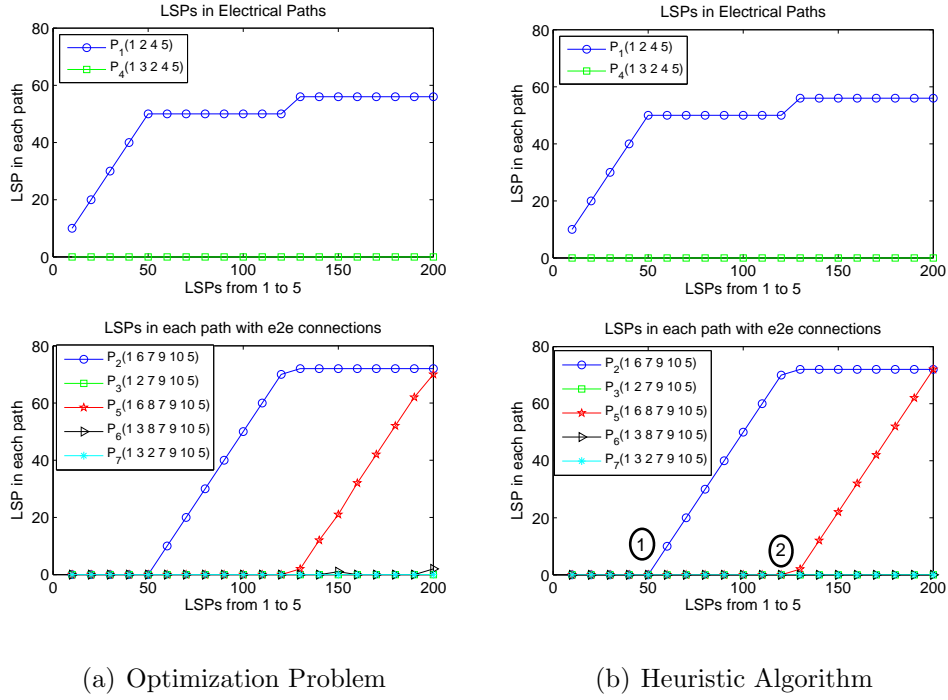 LSPs in Electrical Paths
80
60
40
20
0
LSP in each path
P1(1 2 4 5)
P4(1 3 2 4 5)
0 50 100 150 200
LSPs from 1 to 5
LSPs in Electrical Paths
80
60
40
20
0
LSP in each path
P1(1 2 4 5)
P4(1 3 2 4 5)
0 50 100 150 200
LSPs from 1 to 5
LSPs in each path with e2e connections
80
60
40
20
0
LSP in each path
P2(1 6 7 9 10 5)
P3(1 2 7 9 10 5)
P5(1 6 8 7 9 10 5)
P6(1 3 8 7 9 10 5)
P7(1 3 2 7 9 10 5)
0 50 100 150 200
LSPs from 1 to 5
LSPs in each path with e2e connections
80
60
40
20
0
LSP in each path
P2(1 6 7 9 10 5)
P3(1 2 7 9 10 5)
P5(1 6 8 7 9 10 5)
P6(1 3 8 7 9 10 5)
P7(1 3 2 7 9 10 5)
1
2
0 50 100 150 200
LSPs from 1 to 5
(a) Optimization Problem
(b) Heuristic Algorithm